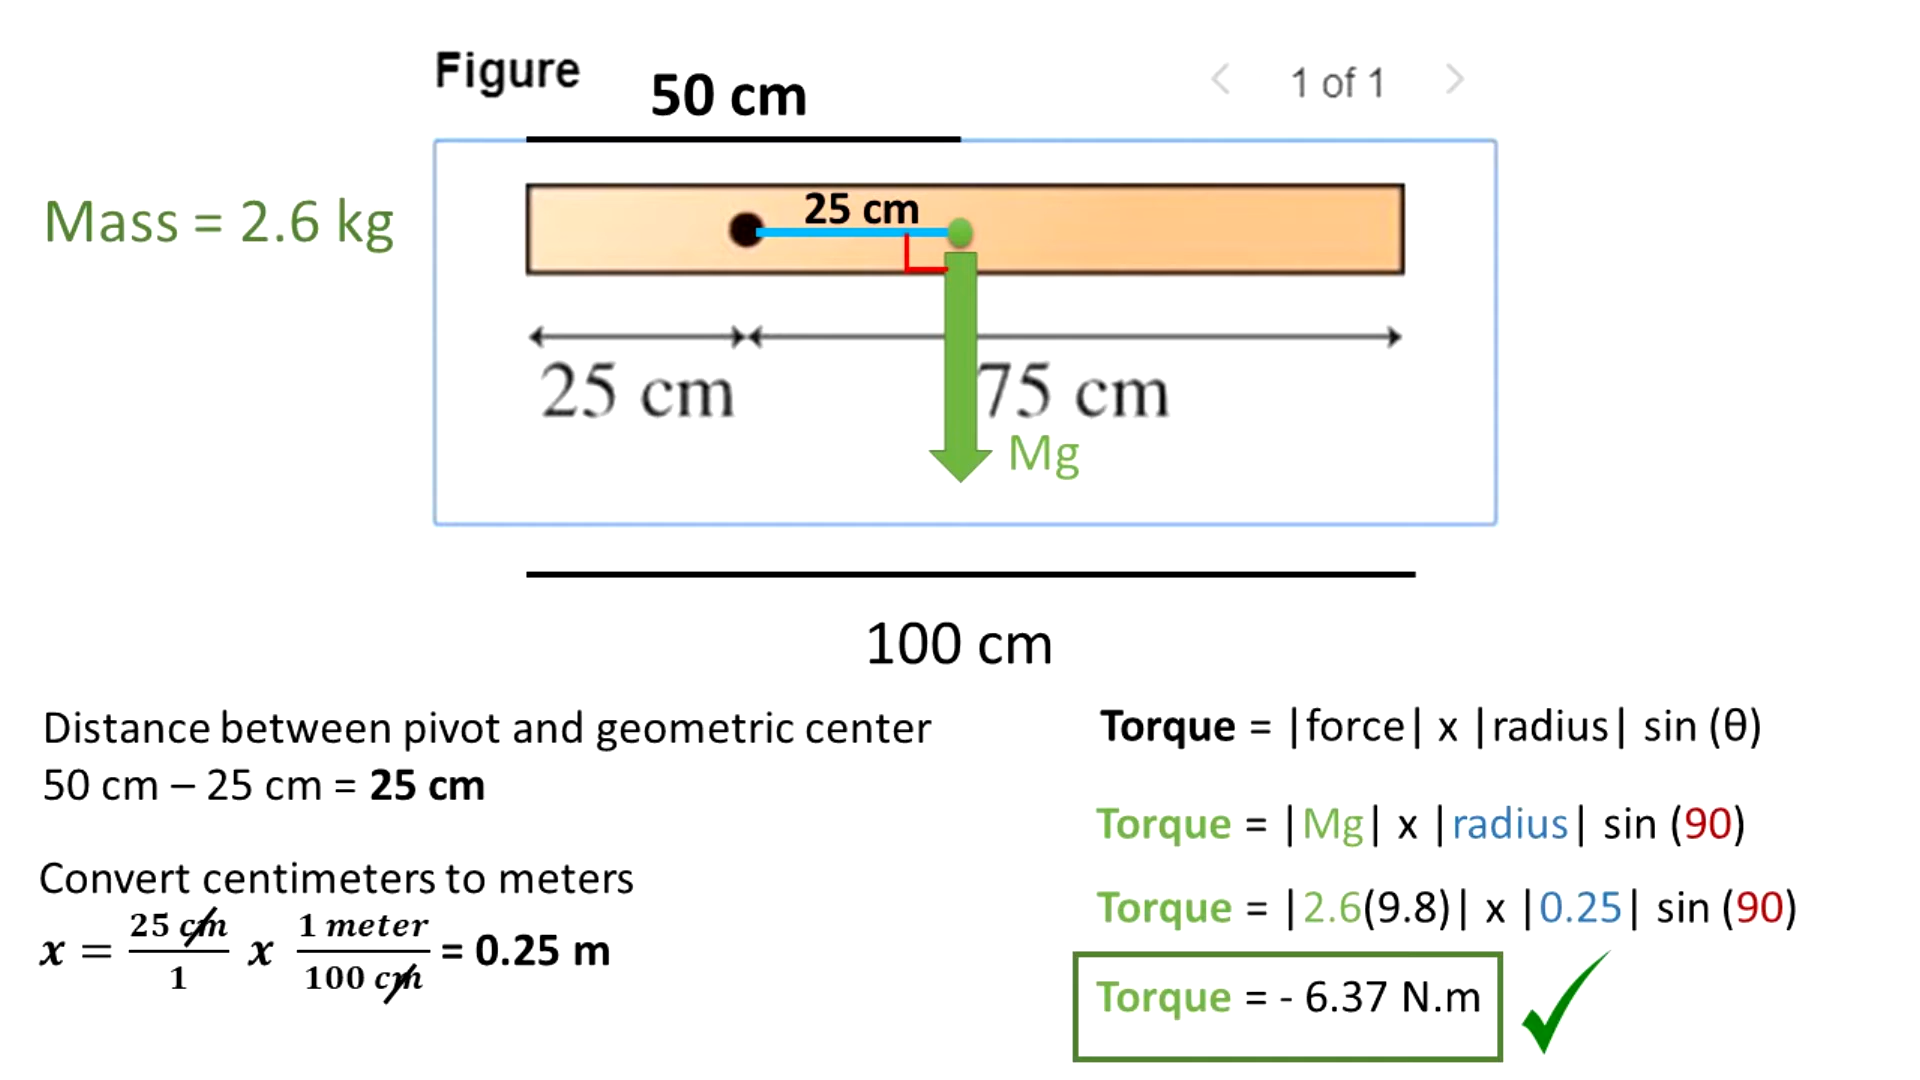 Figure
50 cm
< 1 of 1 >
Mass = 2.6 kg
25 cm
25 cm
75 cm
Mg
100 cm
Distance between pivot and geometric center
50 cm – 25 cm = 25 cm
Convert centimeters to meters
x = 25 cm / 1 x 1 meter / 100 cm = 0.25 m
Torque = |force| x |radius| sin (θ)
Torque = |Mg| x |radius| sin (90)
Torque = |2.6(9.8)| x |0.25| sin (90)
Torque = - 6.37 N.m